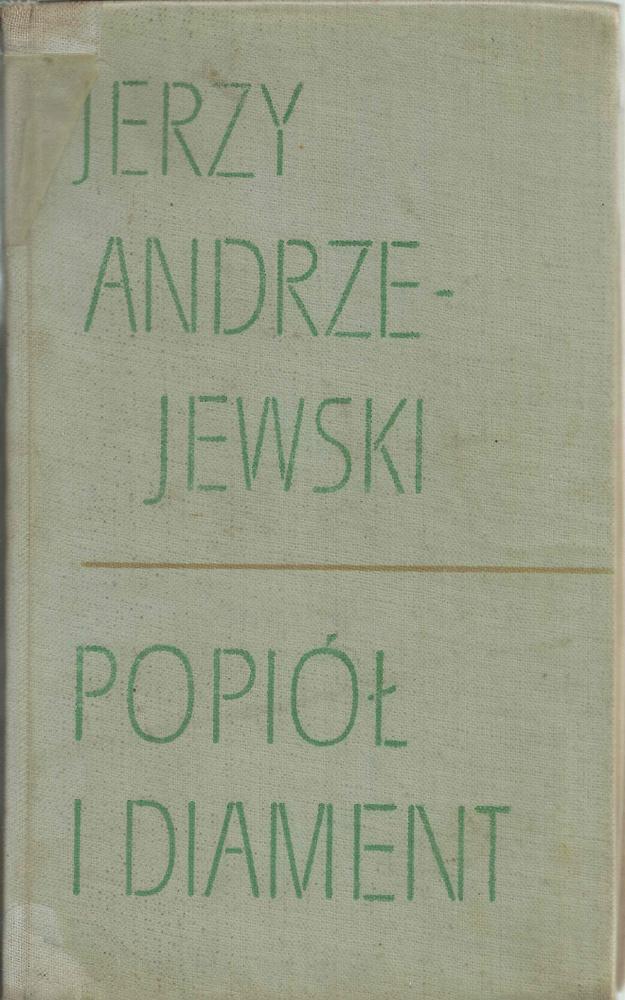 JERZY
ANDRZE-
JEWSKI
POPIÓŁ
I DIAMENT